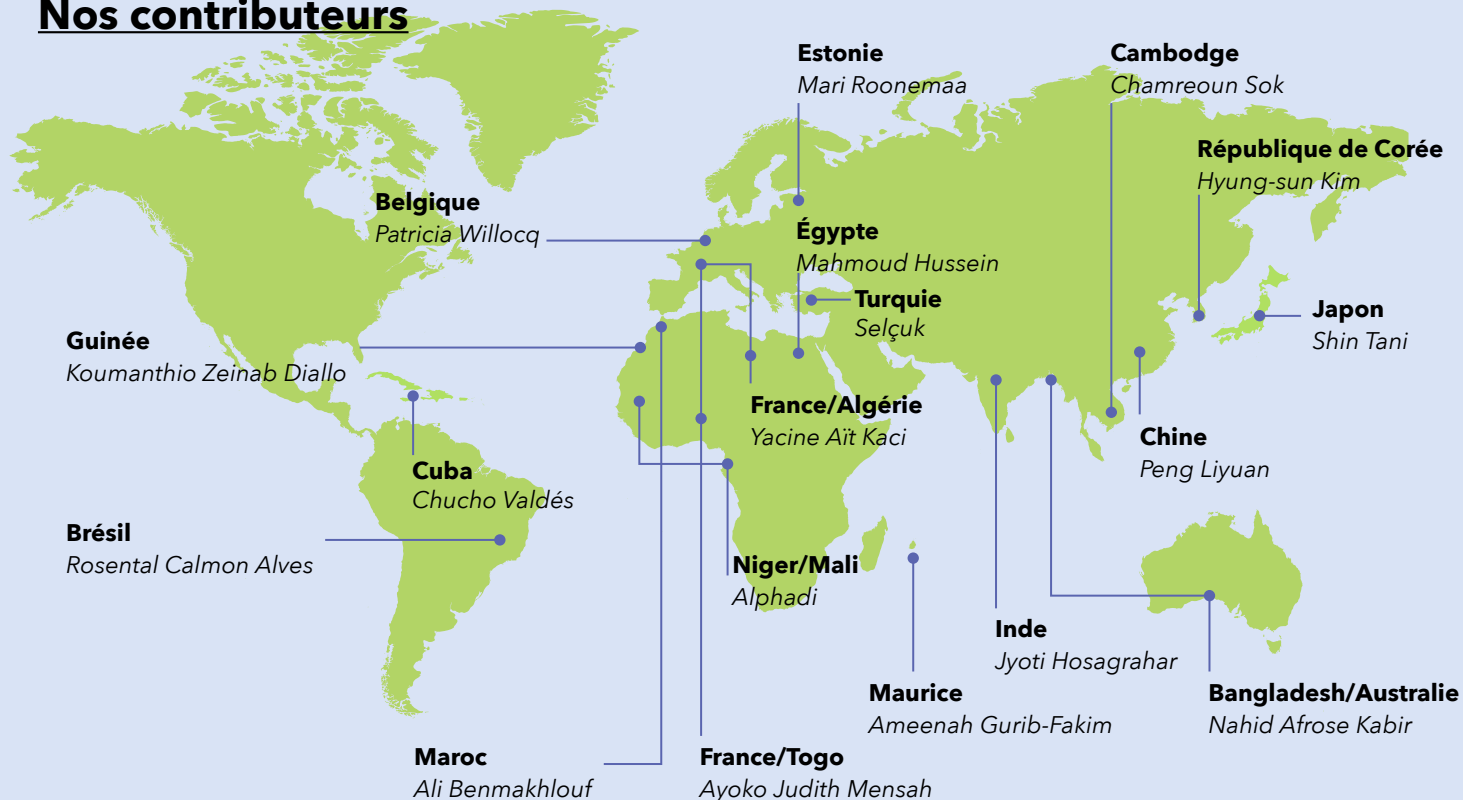 Nos contributeurs
Estonie
Mari Roonemaa
Cambodge
Chamreoun Sok
République de Corée
Hyung-sun Kim
Belgique
Patricia Willocq
Égypte
Mahmoud Hussein
Turquie
Selçuk
Japon
Shin Tani
Guinée
Koumanthio Zeinab Diallo
France/Algérie
Yacine Aït Kaci
Chine
Peng Liyuan
Cuba
Chucho Valdés
Brésil
Rosental Calmon Alves
Niger/Mali
Alphadi
Inde
Jyoti Hosagrahar
Maurice
Ameenah Gurib-Fakim
Bangladesh/Australie
Nahid Afrose Kabir
Maroc
Ali Benmakhlouf
France/Togo
Ayoko Judith Mensah